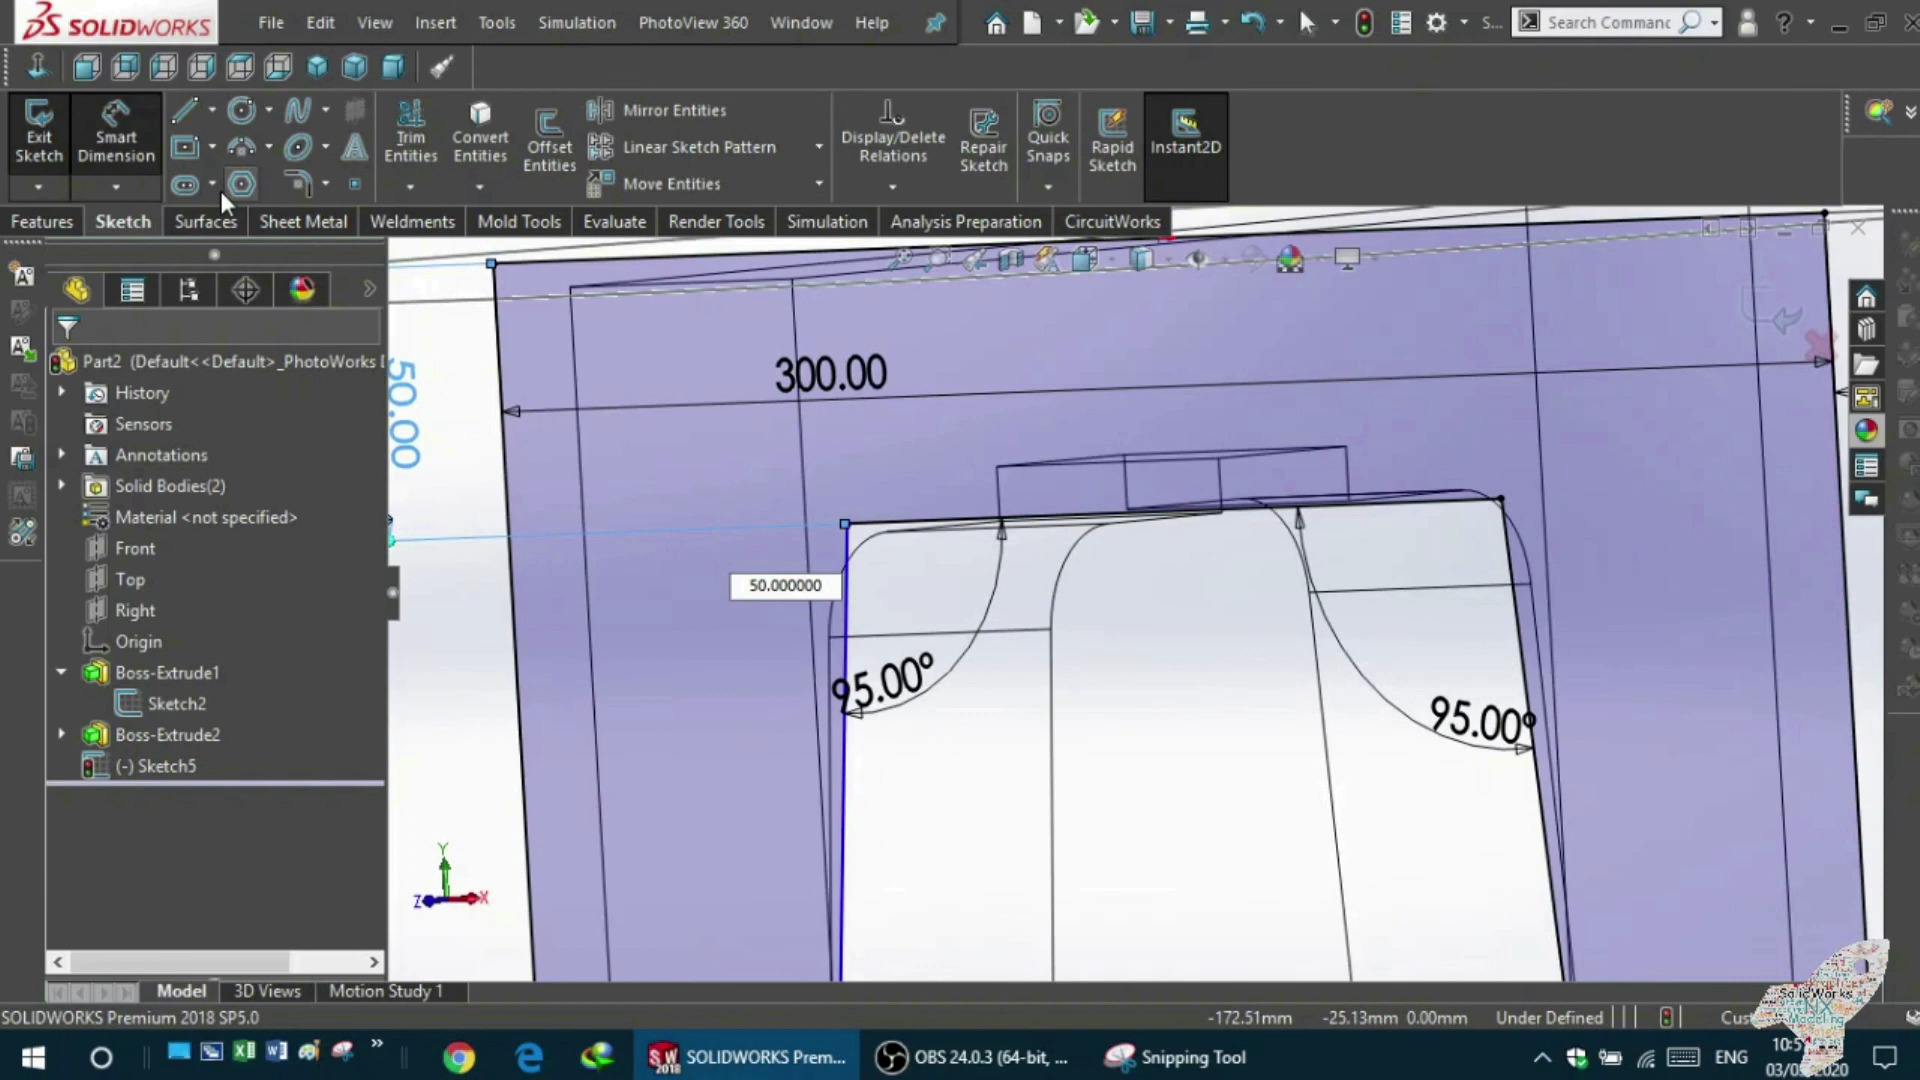 SOLIDWORKS
File Edit View Insert Tools Simulation PhotoView 360 Window Help
S...
Search Commanc
Exit Sketch
Smart Dimension
Trim Entities
Convert Entities
Offset Entities
Mirror Entities
Linear Sketch Pattern
Move Entities
Display/Delete Relations
Repair Sketch
Quick Snaps
Rapid Sketch
Instant2D
Features Sketch Surfaces Sheet Metal Weldments Mold Tools Evaluate Render Tools Simulation Analysis Preparation CircuitWorks
Part2 (Default<<Default>_PhotoWorks D
History
Sensors
Annotations
Solid Bodies(2)
Material <not specified>
Front
Top
Right
Origin
Boss-Extrude1
Sketch2
Boss-Extrude2
(-) Sketch5
50.00
300.00
50.000000
95.00°
95.00°
Y
Z X
Model 3D Views Motion Study 1
SOLIDWORKS Premium 2018 SP5.0
-172.51mm -25.13mm 0.00mm Under Defined
SolidWorks
NX
Modeling
SOLIDWORKS Prem...
OBS 24.0.3 (64-bit, ...
Snipping Tool
ENG